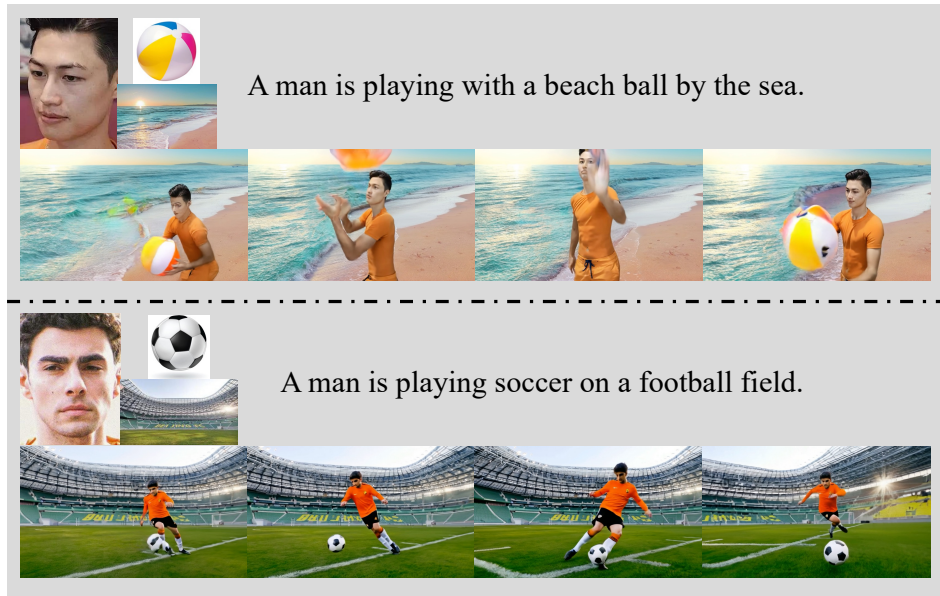 A man is playing with a beach ball by the sea.
A man is playing soccer on a football field.